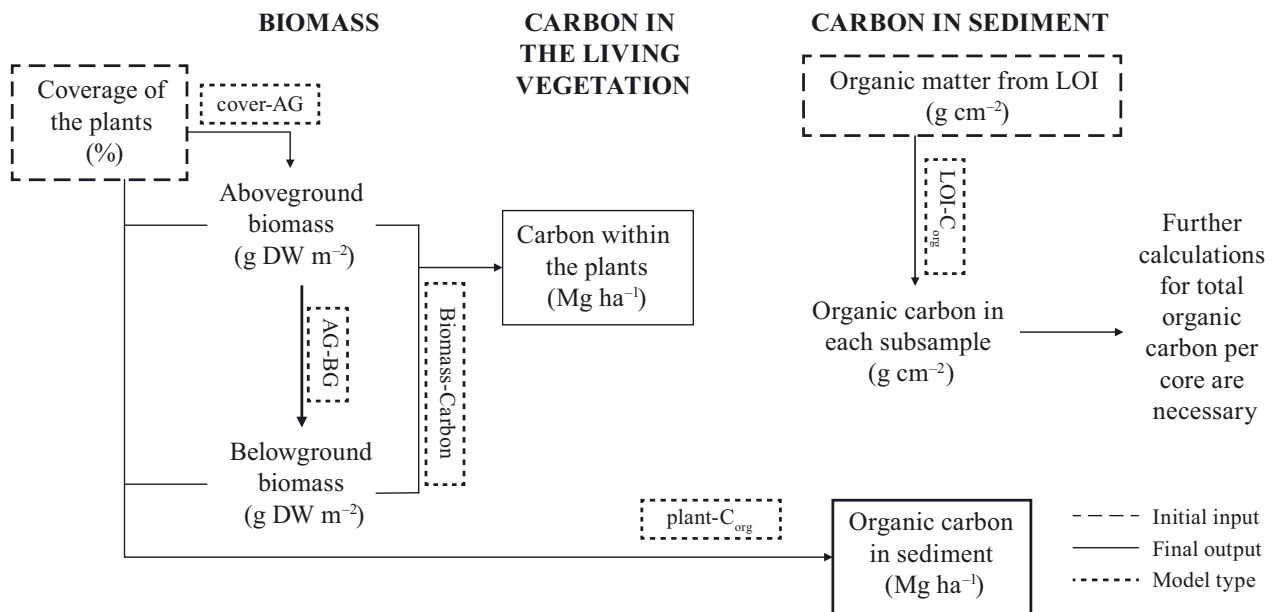 BIOMASS
CARBON IN
THE LIVING
VEGETATION
CARBON IN SEDIMENT
Coverage of
the plants
(%)
cover-AG
Aboveground
biomass
(g DW m⁻²)
AG-BG
Belowground
biomass
(g DW m⁻²)
Biomass-Carbon
Carbon within
the plants
(Mg ha⁻¹)
Organic matter from LOI
(g cm⁻²)
LOI-Corg
Organic carbon in
each subsample
(g cm⁻²)
Further
calculations
for total
organic
carbon per
core are
necessary
plant-Corg
Organic carbon
in sediment
(Mg ha⁻¹)
Initial input
Final output
Model type